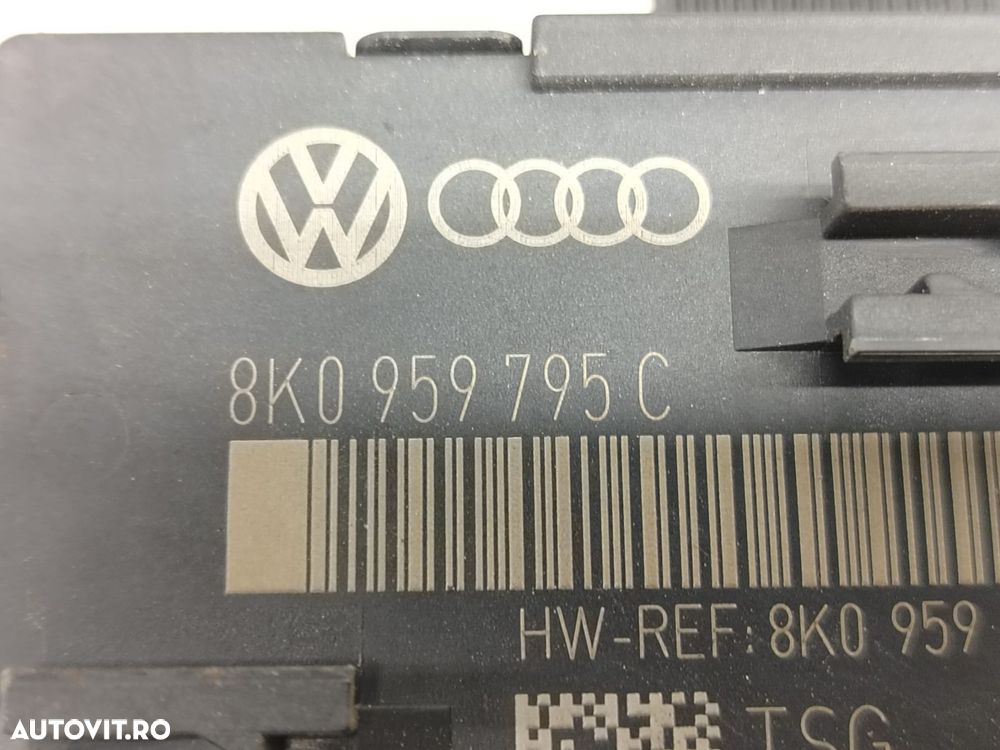 8K0 959 795 C
HW-REF: 8K0 959
TSG
AUTOVIT.RO